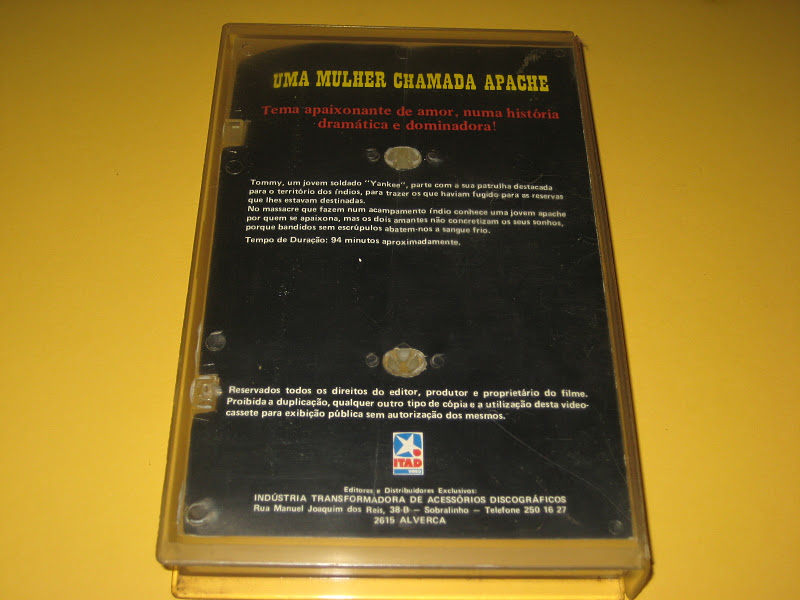 UMA MULHER CHAMADA APACHE
Tema apaixonante de amor, numa história
dramática e dominadora!
Tommy, um jovem soldado "Yankee", parte com a sua patrulha destacada
para o território dos índios, para trazer os que haviam fugido para as reservas
que lhes estavam destinadas.
No massacre que fazem num acampamento índio conhece uma jovem apache
por quem se apaixona, mas os dois amantes não concretizam os seus sonhos,
porque bandidos sem escrúpulos abatem-nos a sangue frio.
Tempo de Duração: 94 minutos aproximadamente.
Reservados todos os direitos do editor, produtor e proprietário do filme.
Proibida a duplicação, qualquer outro tipo de cópia e a utilização desta video-
cassete para exibição pública sem autorização dos mesmos.
ITAD
VIDEO
Editores e Distribuidores Exclusivos:
INDÚSTRIA TRANSFORMADORA DE ACESSÓRIOS DISCOGRÁFICOS
Rua Manuel Joaquim dos Reis, 38-B — Sobralinho — Telefone 250 16 27
2615 ALVERCA